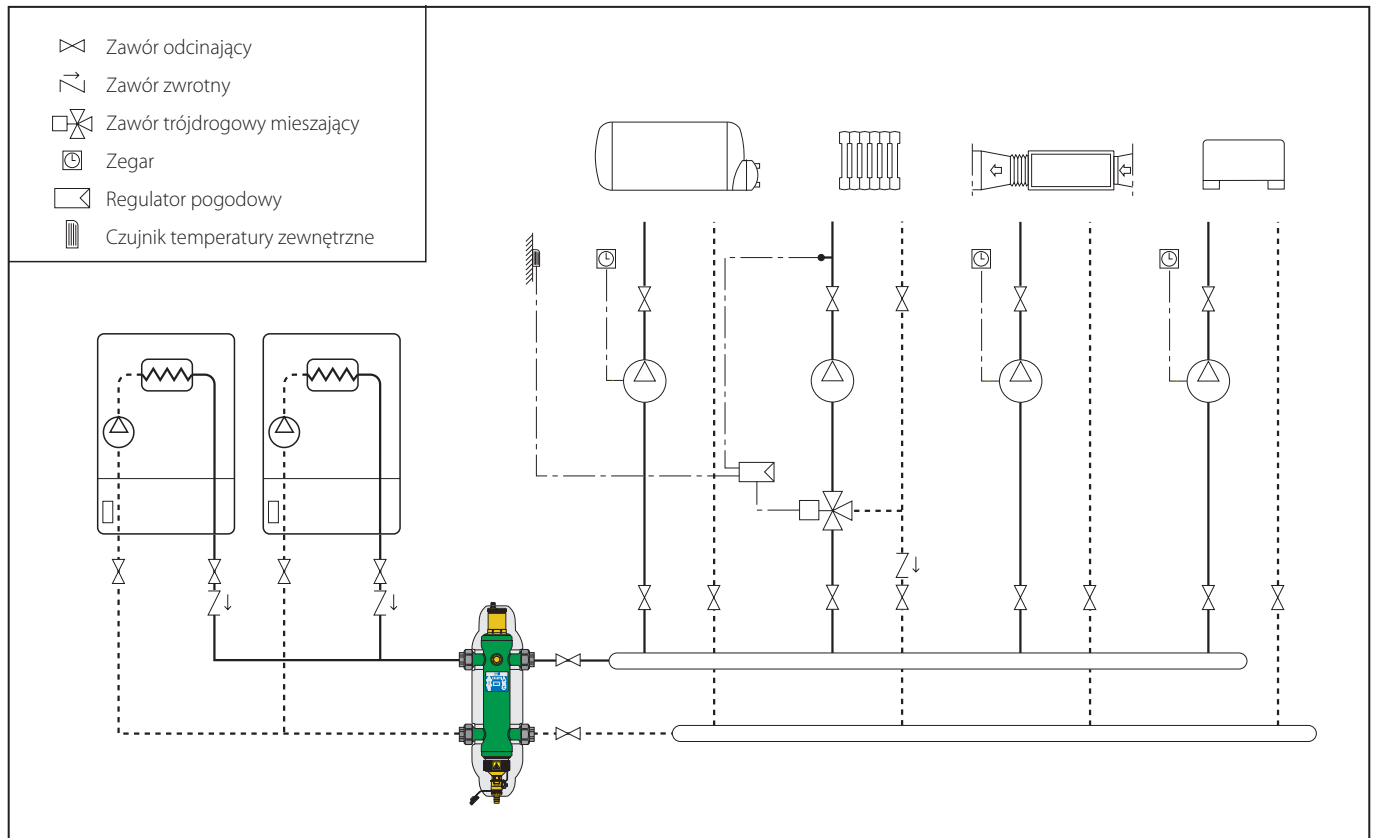 Zawór odcinający
Zawór zwrotny
Zawór trójdrogowy mieszający
Zegar
Regulator pogodowy
Czujnik temperatury zewnętrzne